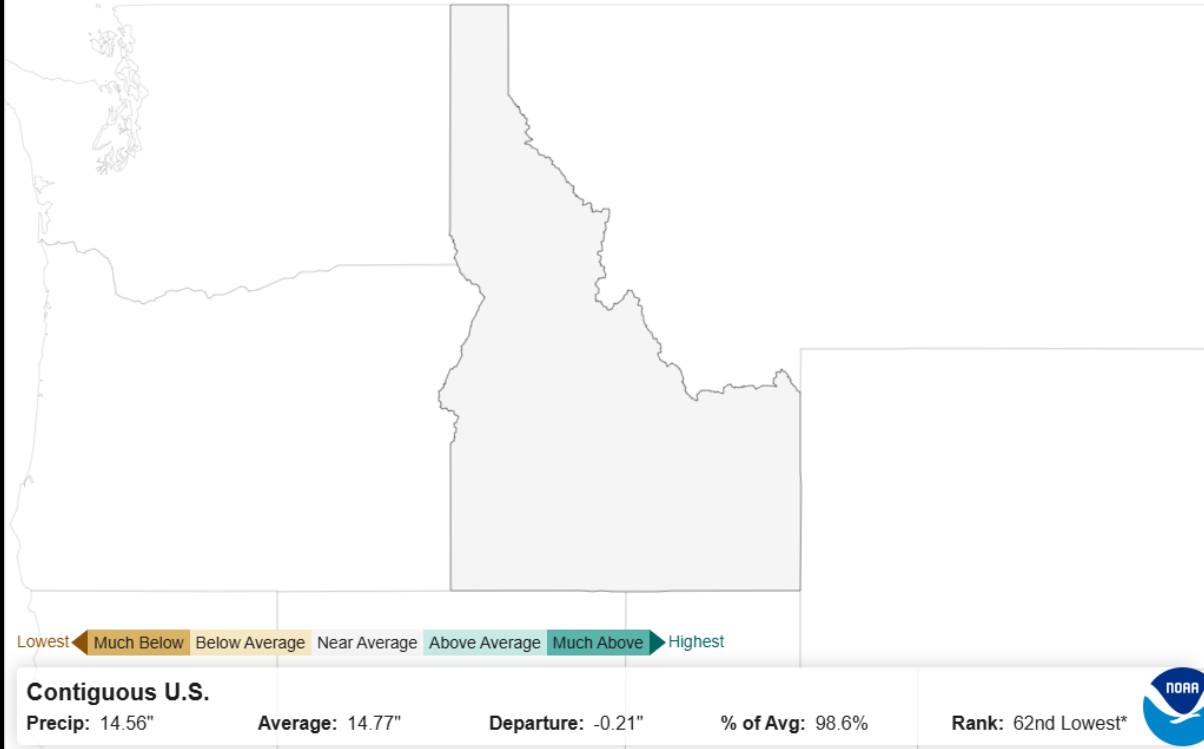 Lowest Much Below Below Average Near Average Above Average Much Above Highest
Contiguous U.S.
Precip: 14.56" Average: 14.77" Departure: -0.21" % of Avg: 98.6% Rank: 62nd Lowest*
NOAA